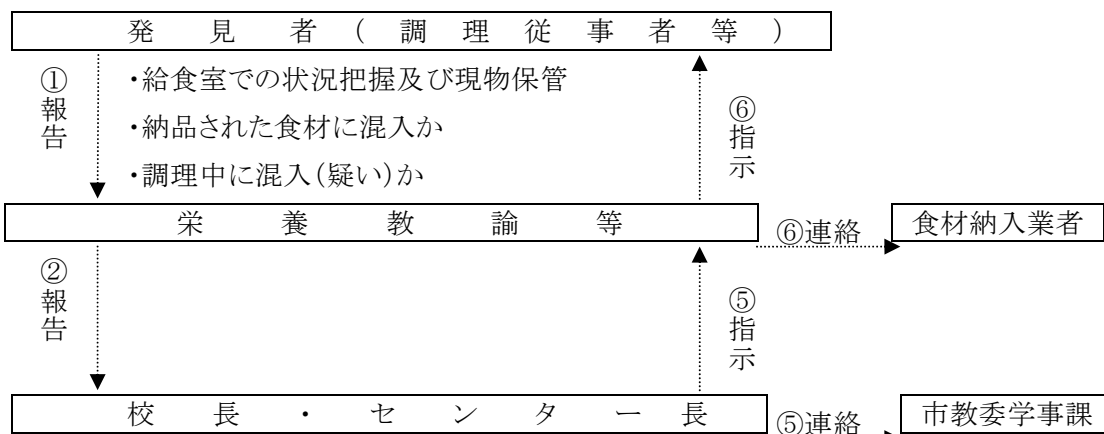 発見者（調理従事者等）
①報告
・給食室での状況把握及び現物保管
・納品された食材に混入か
・調理中に混入（疑い）か
⑥指示
栄養教諭等
⑥連絡
食材納入業者
②報告
⑤指示
校長・センター長
⑤連絡
市教委学事課